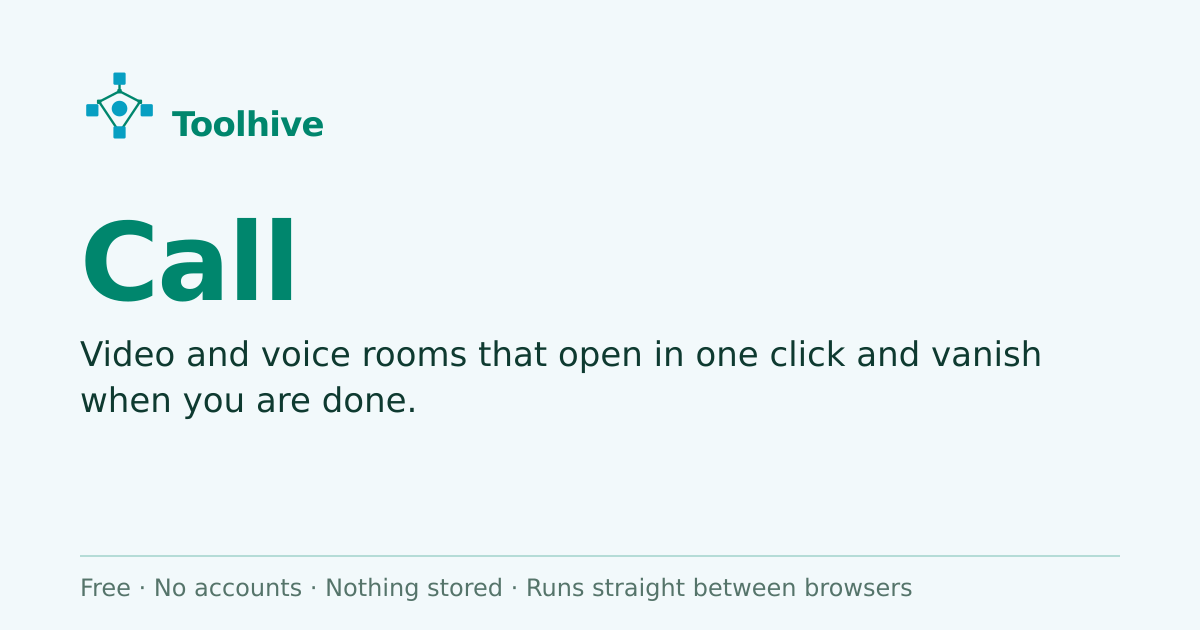 Toolhive
Call
Video and voice rooms that open in one click and vanish
when you are done.
Free · No accounts · Nothing stored · Runs straight between browsers